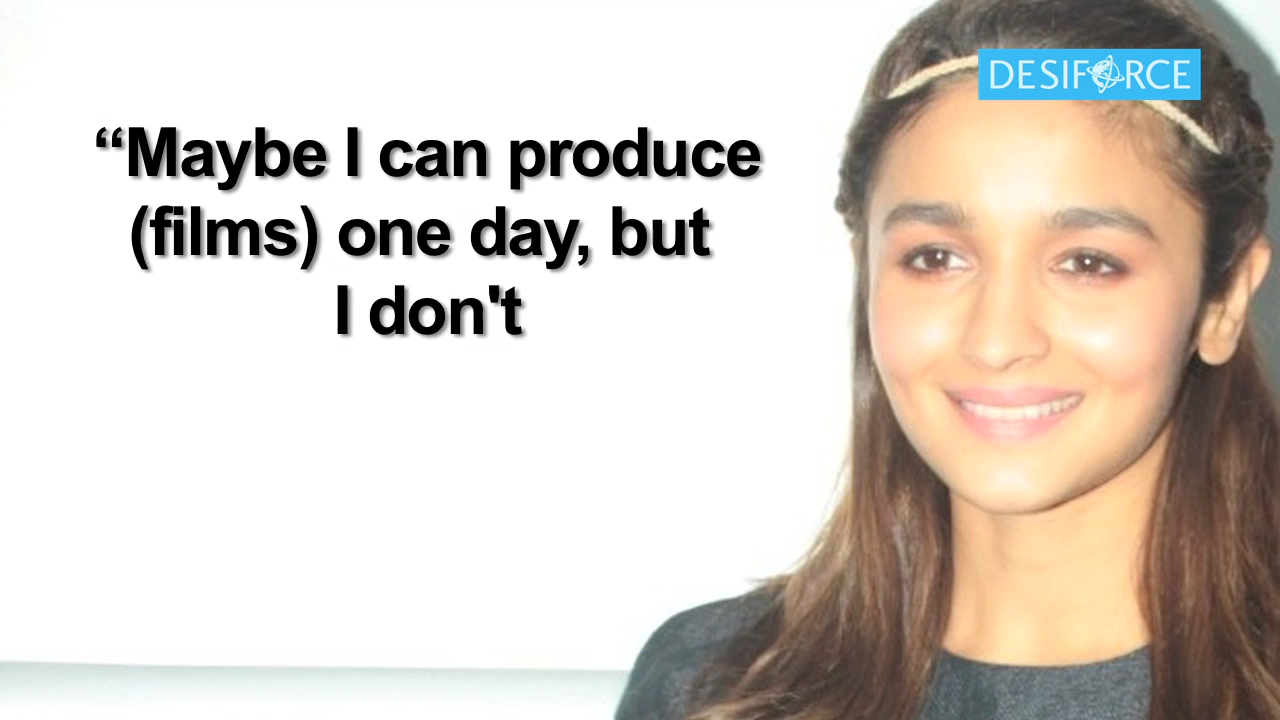 DESIFORCE
“Maybe I can produce
(films) one day, but
I don't